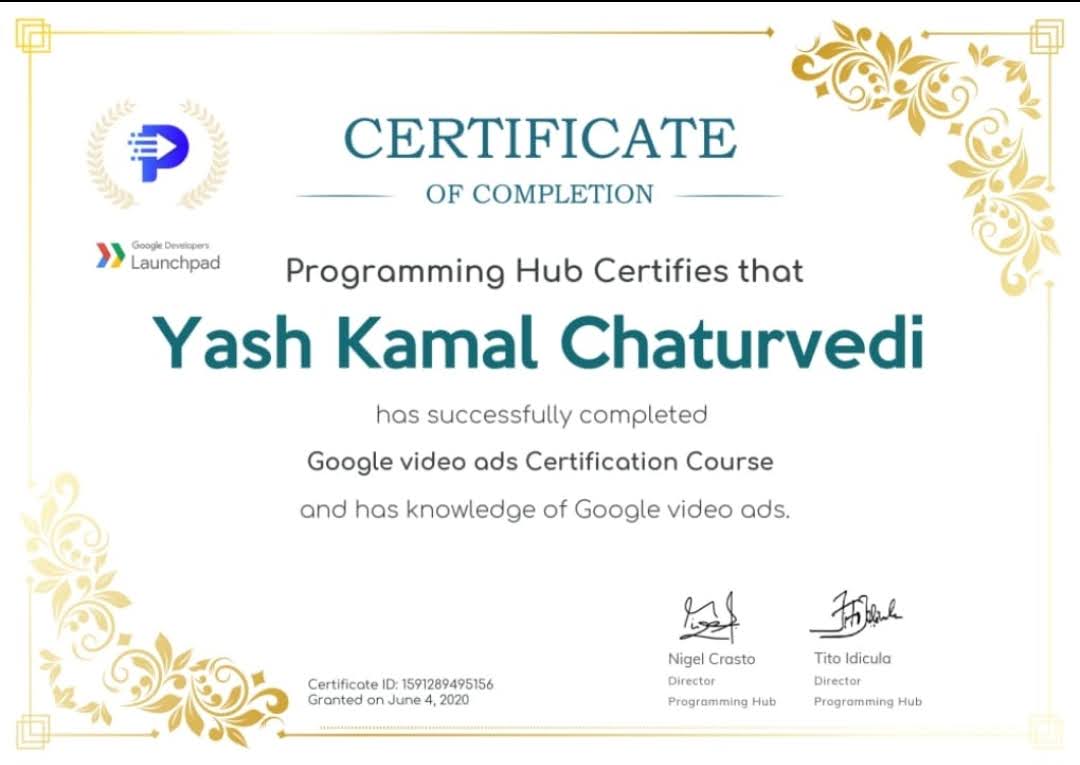 CERTIFICATE
OF COMPLETION
Google Developers
Launchpad
Programming Hub Certifies that
Yash Kamal Chaturvedi
has successfully completed
Google video ads Certification Course
and has knowledge of Google video ads.
Nigel Crasto
Director
Programming Hub
Tito Idicula
Director
Programming Hub
Certificate ID: 1591289495156
Granted on June 4, 2020